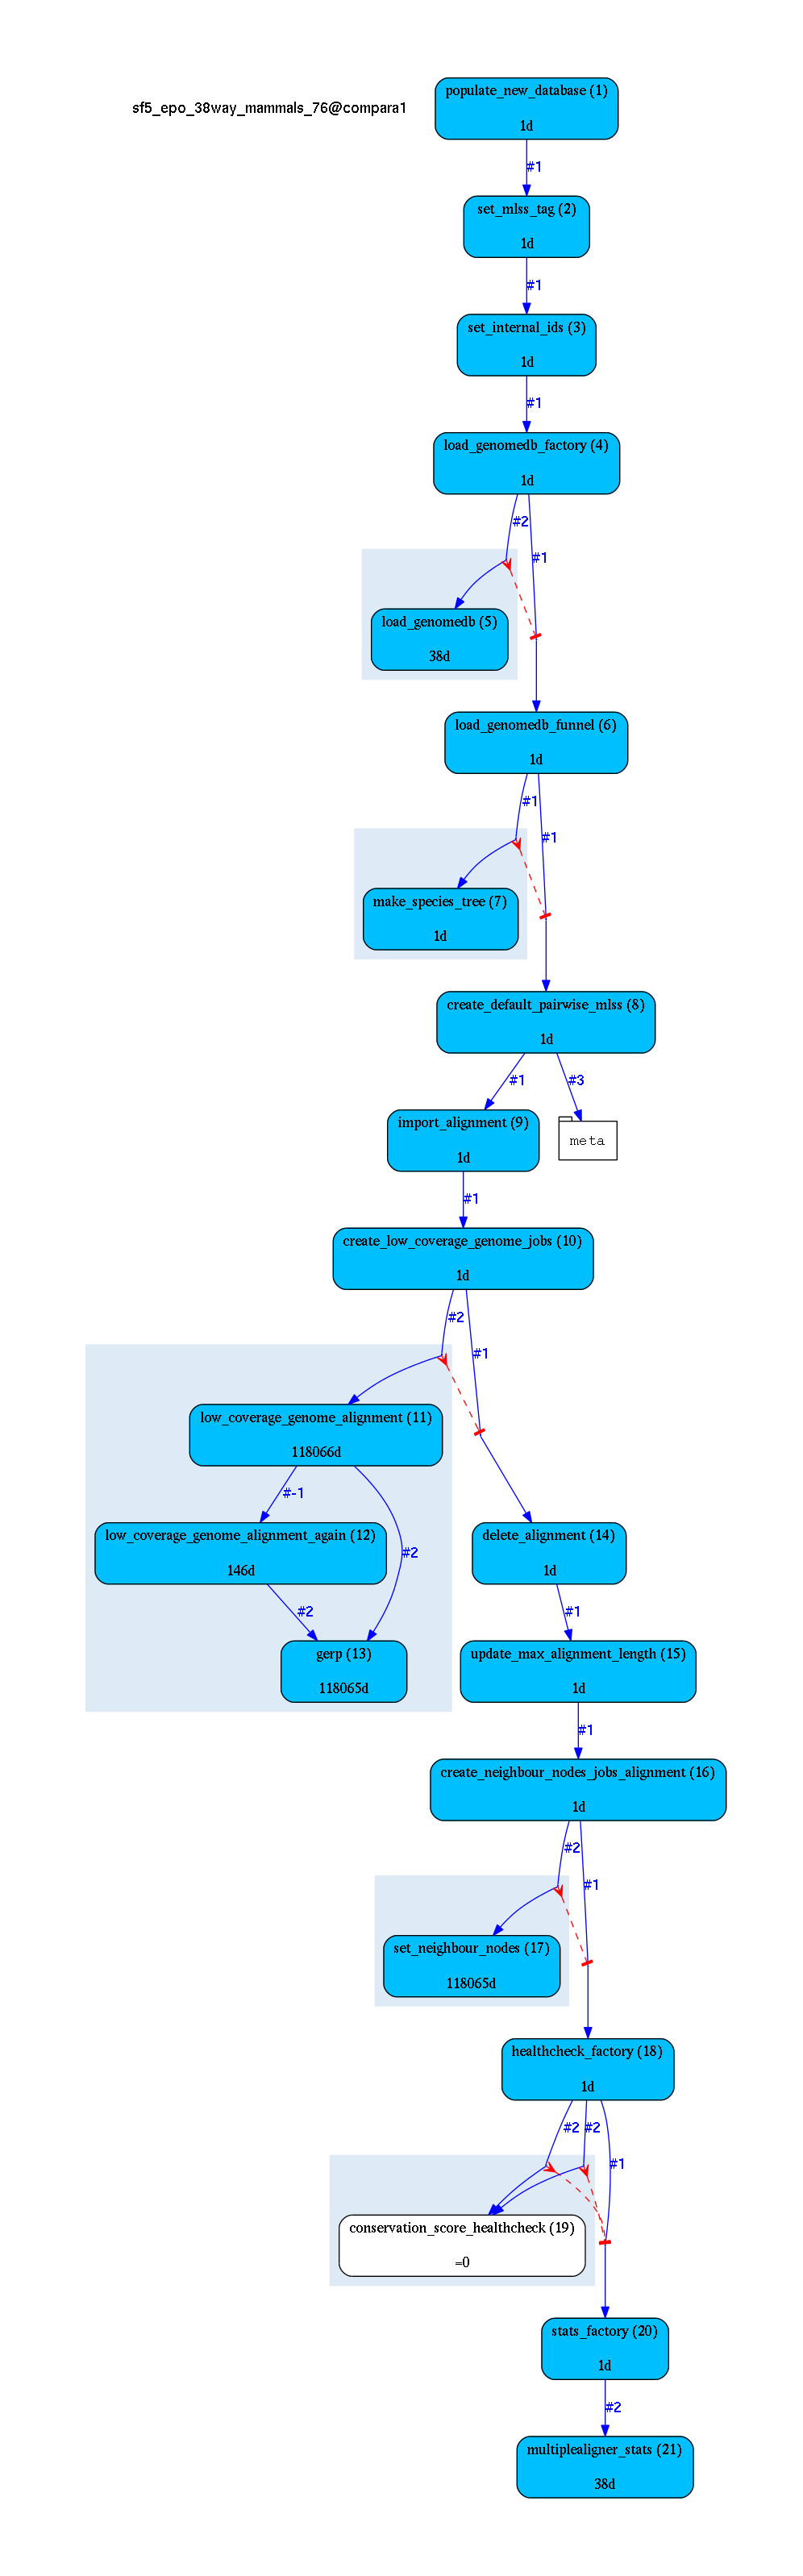 sf5_epo_38way_mammals_76@compara1
populate_new_database (1)
1d
#1
set_mlss_tag (2)
1d
#1
set_internal_ids (3)
1d
#1
load_genomedb_factory (4)
1d
#2
#1
load_genomedb (5)
38d
load_genomedb_funnel (6)
1d
#1
#1
make_species_tree (7)
1d
create_default_pairwise_mlss (8)
1d
#1
#3
import_alignment (9)
1d
meta
#1
create_low_coverage_genome_jobs (10)
1d
#2
#1
low_coverage_genome_alignment (11)
118066d
#-1
low_coverage_genome_alignment_again (12)
146d
#2
delete_alignment (14)
1d
#2
#1
gerp (13)
118065d
update_max_alignment_length (15)
1d
#1
create_neighbour_nodes_jobs_alignment (16)
1d
#2
#1
set_neighbour_nodes (17)
118065d
healthcheck_factory (18)
1d
#2
#2
#1
conservation_score_healthcheck (19)
=0
stats_factory (20)
1d
#2
multiplealigner_stats (21)
38d